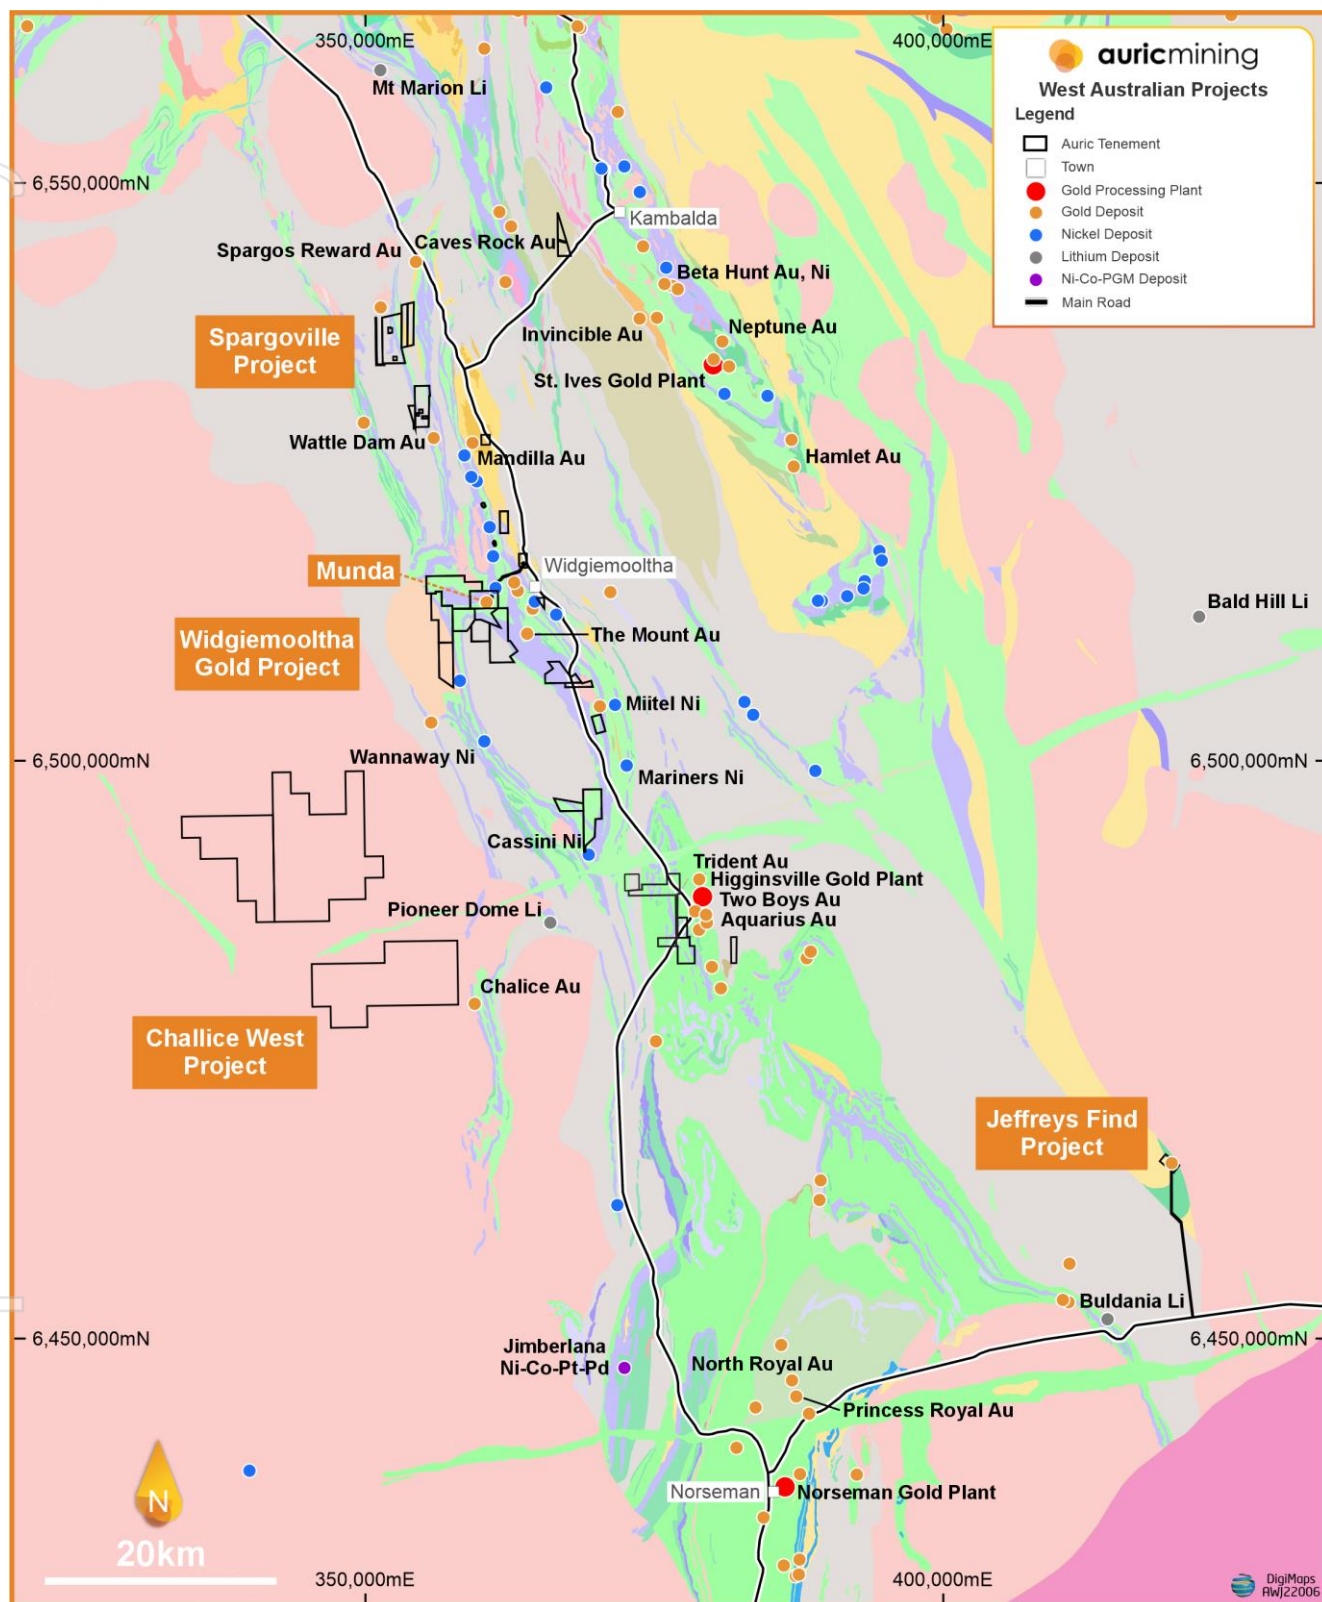 350,000mE
400,000mE
auricmining
West Australian Projects
Legend
Auric Tenement
Town
Gold Processing Plant
Gold Deposit
Nickel Deposit
Lithium Deposit
Ni-Co-PGM Deposit
Main Road
Mt Marion Li
6,550,000mN
Kambalda
Caves Rock Au
Spargos Reward Au
Beta Hunt Au, Ni
Spargoville
Project
Invincible Au
Neptune Au
St. Ives Gold Plant
Wattle Dam Au
Mandilla Au
Hamlet Au
Munda
Widgiemooltha
Bald Hill Li
Widgiemooltha
Gold Project
The Mount Au
Miitel Ni
Wannaway Ni
6,500,000mN
6,500,000mN
Mariners Ni
Cassini Ni
Trident Au
Higginsville Gold Plant
Two Boys Au
Pioneer Dome Li
Aquarius Au
Chalice Au
Challice West
Project
Jeffreys Find
Project
Buldania Li
6,450,000mN
6,450,000mN
Jimberlana
Ni-Co-Pt-Pd
North Royal Au
Princess Royal Au
Norseman
Norseman Gold Plant
N
20km
350,000mE
400,000mE
DigiMaps
AWJ22006